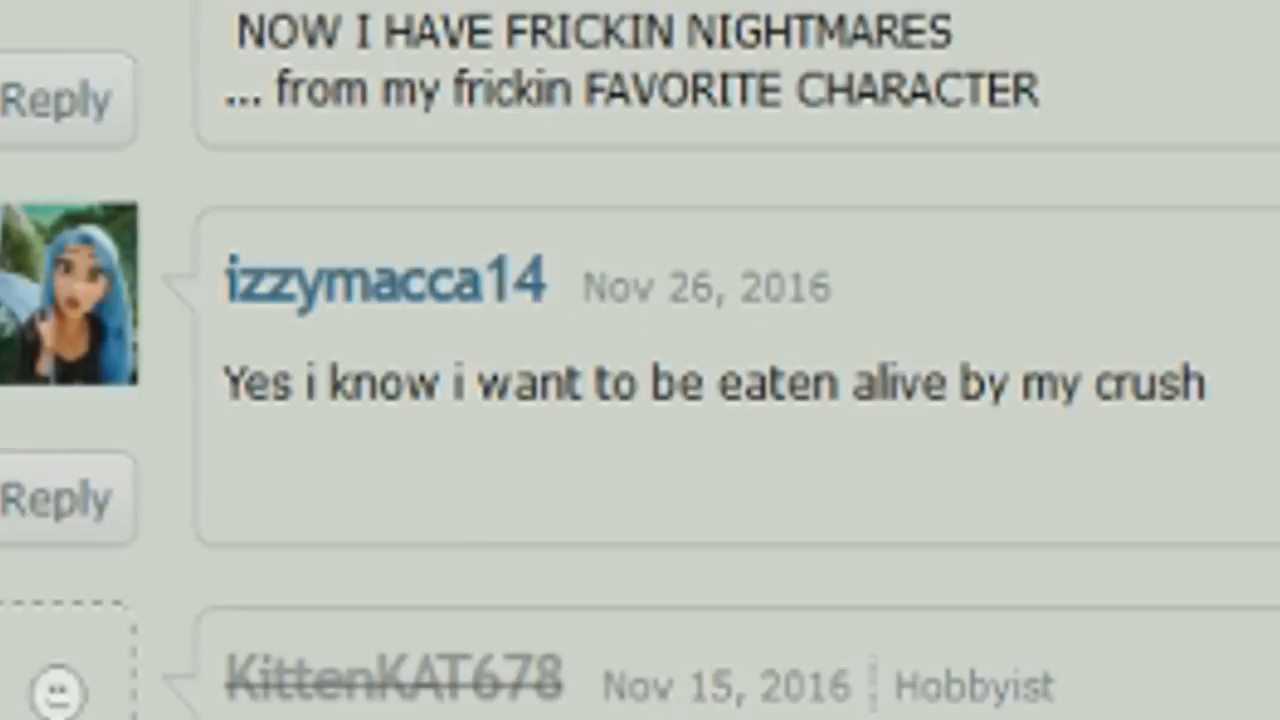 NOW I HAVE FRICKIN NIGHTMARES
... from my frickin FAVORITE CHARACTER
Reply
izzymacca14 Nov 26, 2016
Yes i know i want to be eaten alive by my crush
Reply
KittenKAT678 Nov 15, 2016 Hobbyist